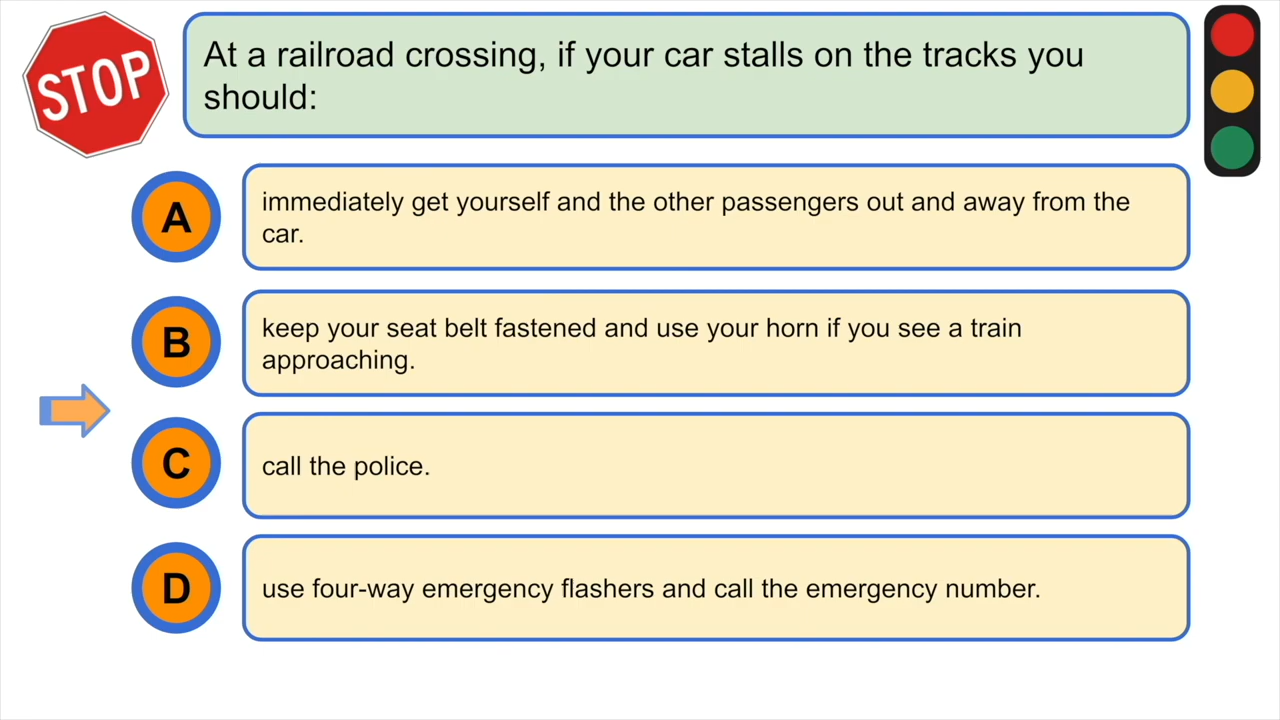 STOP
At a railroad crossing, if your car stalls on the tracks you
should:
A
immediately get yourself and the other passengers out and away from the
car.
B
keep your seat belt fastened and use your horn if you see a train
approaching.
C
call the police.
D
use four-way emergency flashers and call the emergency number.